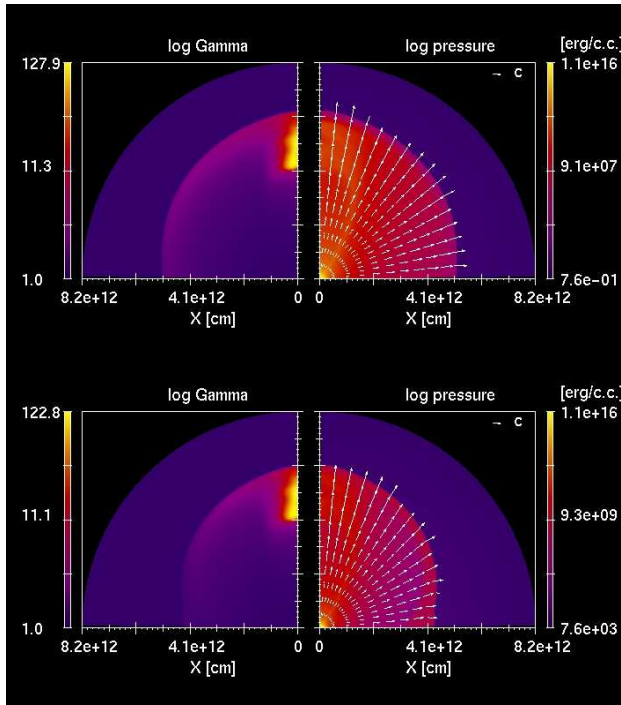 log Gamma log pressure [erg/c.c.]
127.9 → c 1.1e+16
11.3 9.1e+07
1.0 7.6e−01
8.2e+12 4.1e+12 0 0 4.1e+12 8.2e+12
X [cm] X [cm]
log Gamma log pressure [erg/c.c.]
122.8 → c 1.1e+16
11.1 9.3e+09
1.0 7.6e+03
8.2e+12 4.1e+12 0 0 4.1e+12 8.2e+12
X [cm] X [cm]